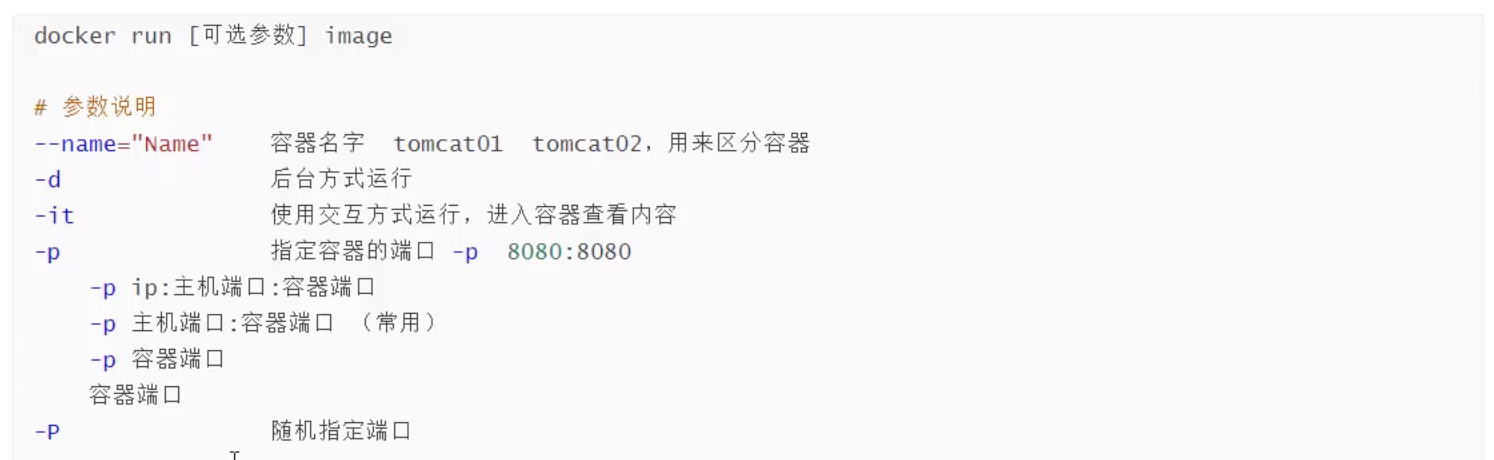 docker run [可选参数] image
# 参数说明
--name="Name" 容器名字 tomcat01 tomcat02，用来区分容器
-d 后台方式运行
-it 使用交互方式运行，进入容器查看内容
-p 指定容器的端口 -p 8080:8080
-p ip:主机端口:容器端口
-p 主机端口:容器端口 （常用）
-p 容器端口
容器端口
-P 随机指定端口